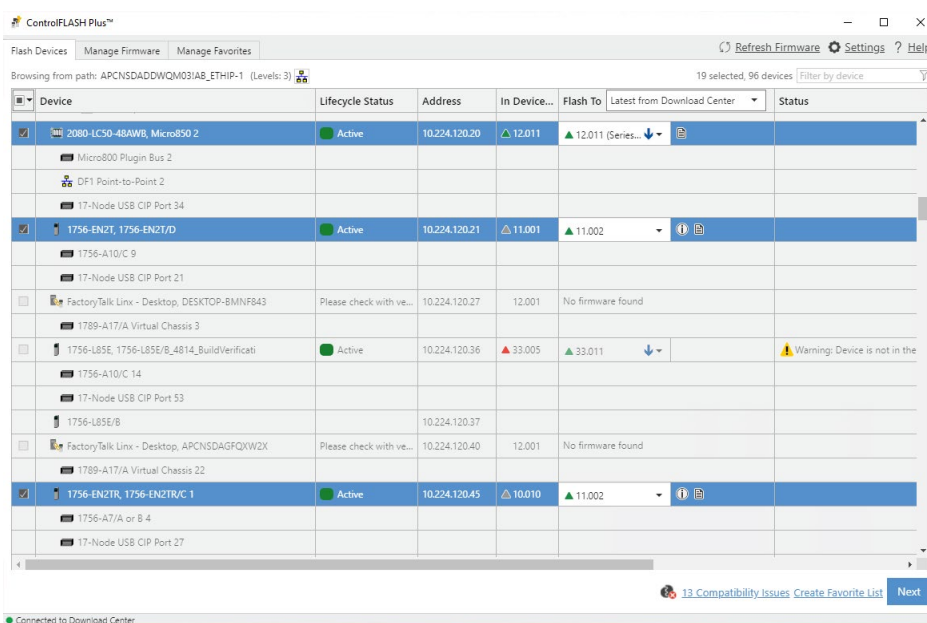 ControlFLASH Plus™
Flash Devices Manage Firmware Manage Favorites Refresh Firmware Settings ? Help
Browsing from path: APCNSDADDWQM03!AB_ETHIP-1 (Levels: 3) 19 selected, 96 devices Filter by device
Device Lifecycle Status Address In Device... Flash To Latest from Download Center Status
2080-LC50-48AWB, Micro850 2 Active 10.224.120.20 12.011 12.011 (Series...
Micro800 Plugin Bus 2
DF1 Point-to-Point 2
17-Node USB CIP Port 34
1756-EN2T, 1756-EN2T/D Active 10.224.120.21 11.001 11.002
1756-A10/C 9
17-Node USB CIP Port 21
FactoryTalk Linx - Desktop, DESKTOP-BMNF843 Please check with ve... 10.224.120.27 12.001 No firmware found
1789-A17/A Virtual Chassis 3
1756-L85E, 1756-L85E/B_4814_BuildVerificati Active 10.224.120.36 33.005 33.011 Warning: Device is not in the
1756-A10/C 14
17-Node USB CIP Port 53
1756-L85E/B 10.224.120.37
FactoryTalk Linx - Desktop, APCNSDAGFQXW2X Please check with ve... 10.224.120.40 12.001 No firmware found
1789-A17/A Virtual Chassis 22
1756-EN2TR, 1756-EN2TR/C 1 Active 10.224.120.45 10.010 11.002
1756-A7/A or B 4
17-Node USB CIP Port 27
13 Compatibility Issues Create Favorite List Next
Connected to Download Center